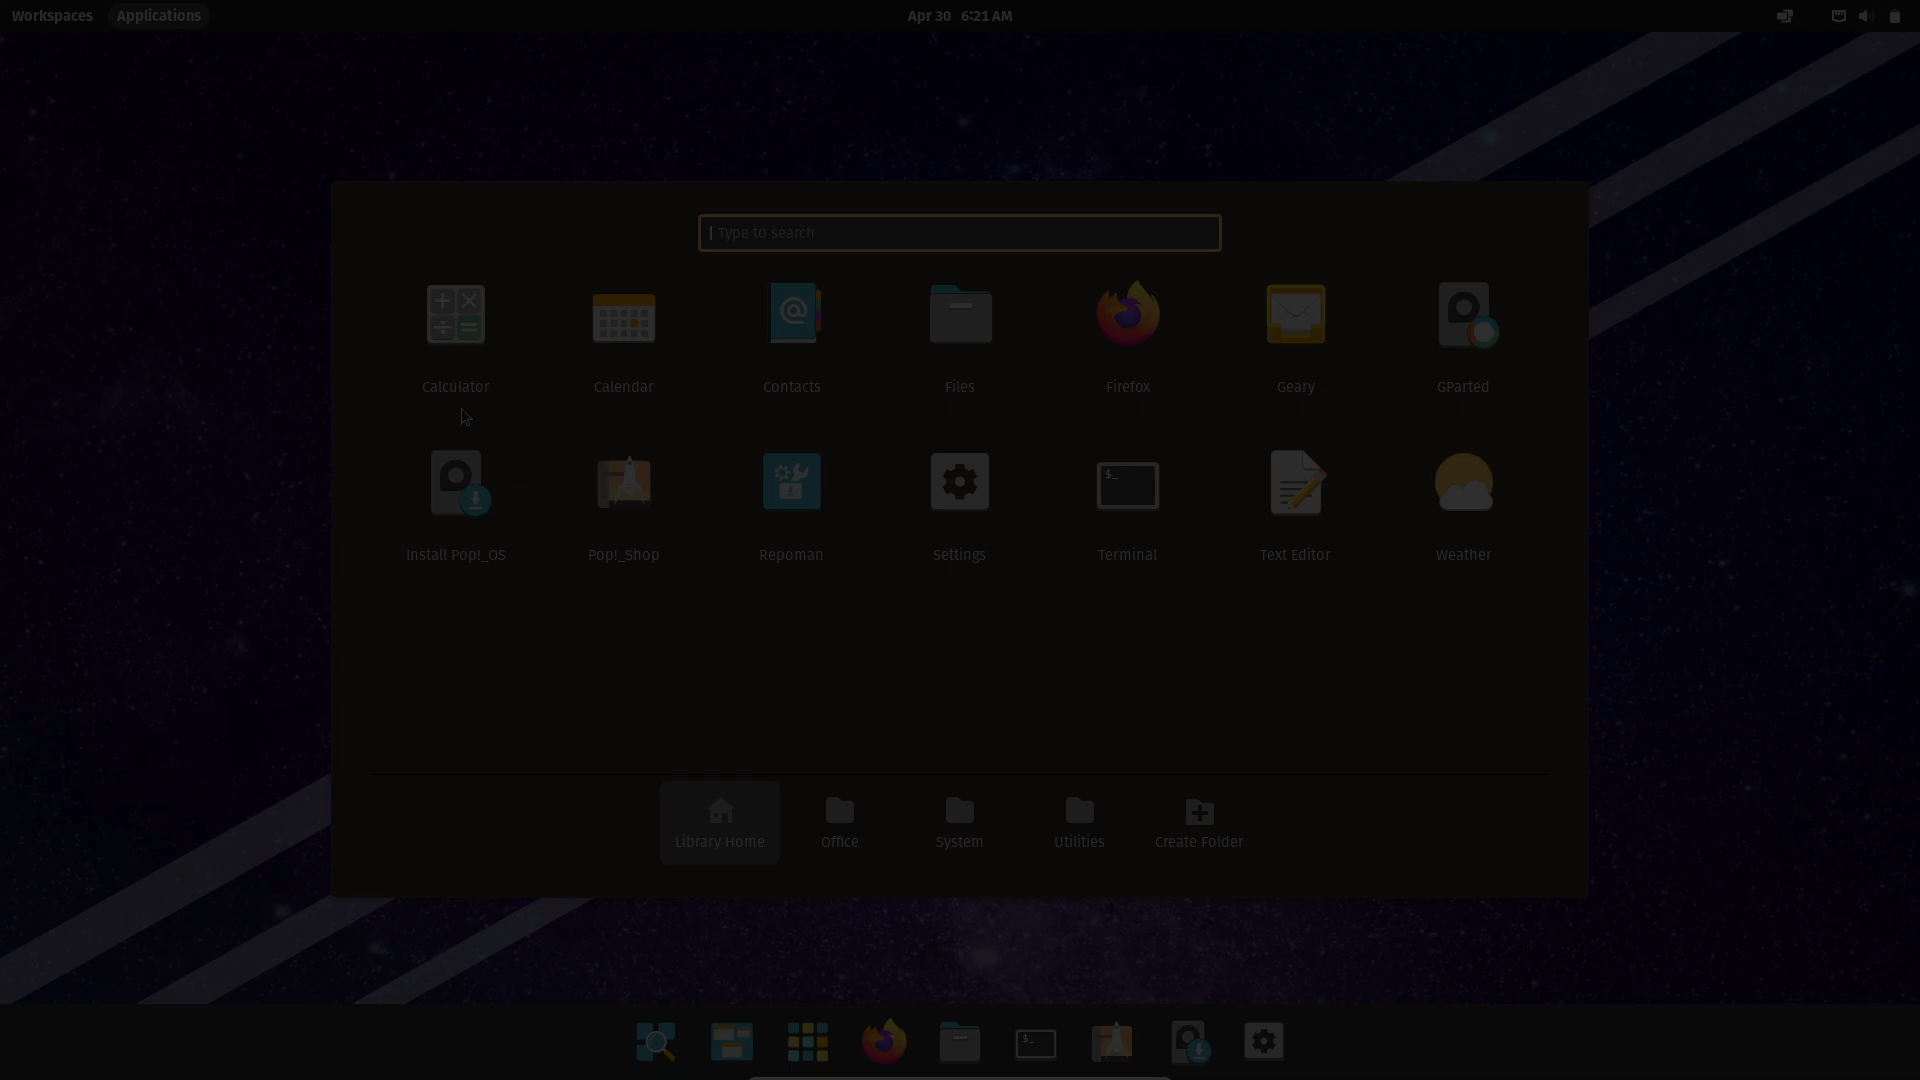 Workspaces Applications Apr 30 6:21 AM
Type to search
Calculator Calendar Contacts Files Firefox Geary GParted
Install Pop!_OS Pop!_Shop Repoman Settings Terminal Text Editor Weather
Library Home Office System Utilities Create Folder